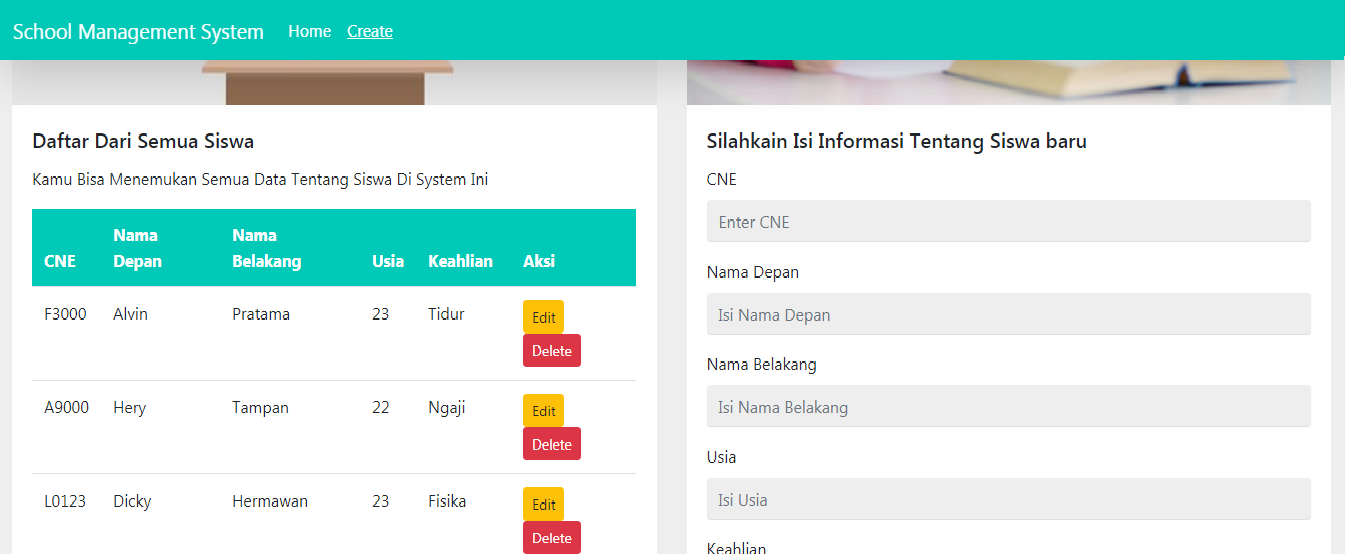 School Management System Home Create
Daftar Dari Semua Siswa
Kamu Bisa Menemukan Semua Data Tentang Siswa Di System Ini
CNE Nama Depan Nama Belakang Usia Keahlian Aksi
F3000 Alvin Pratama 23 Tidur Edit
Delete
A9000 Hery Tampan 22 Ngaji Edit
Delete
L0123 Dicky Hermawan 23 Fisika Edit
Delete
Silahkain Isi Informasi Tentang Siswa baru
CNE
Enter CNE
Nama Depan
Isi Nama Depan
Nama Belakang
Isi Nama Belakang
Usia
Isi Usia
Keahlian